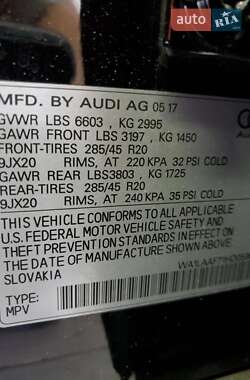 RIA.com
MFD. BY AUDI AG 05 17
GVWR LBS 6603 , KG 2995
GAWR FRONT LBS 3197 , KG 1450
FRONT-TIRES 285/45 R20
9JX20 RIMS, AT 220 KPA 32 PSI COLD
GAWR REAR LBS3803 , KG 1725
REAR-TIRES 285/45 R20
9JX20 RIMS, AT 240 KPA 35 PSI COLD
THIS VEHICLE CONFORMS TO ALL APPLICABLE
U.S. FEDERAL MOTOR VEHICLE SAFETY AND
THEFT PREVENTION STANDARDS IN EFFECT ON
THE DATE OF MANUFACTURE SHOWN ABOVE
SLOVAKIA
TYPE:
MPV